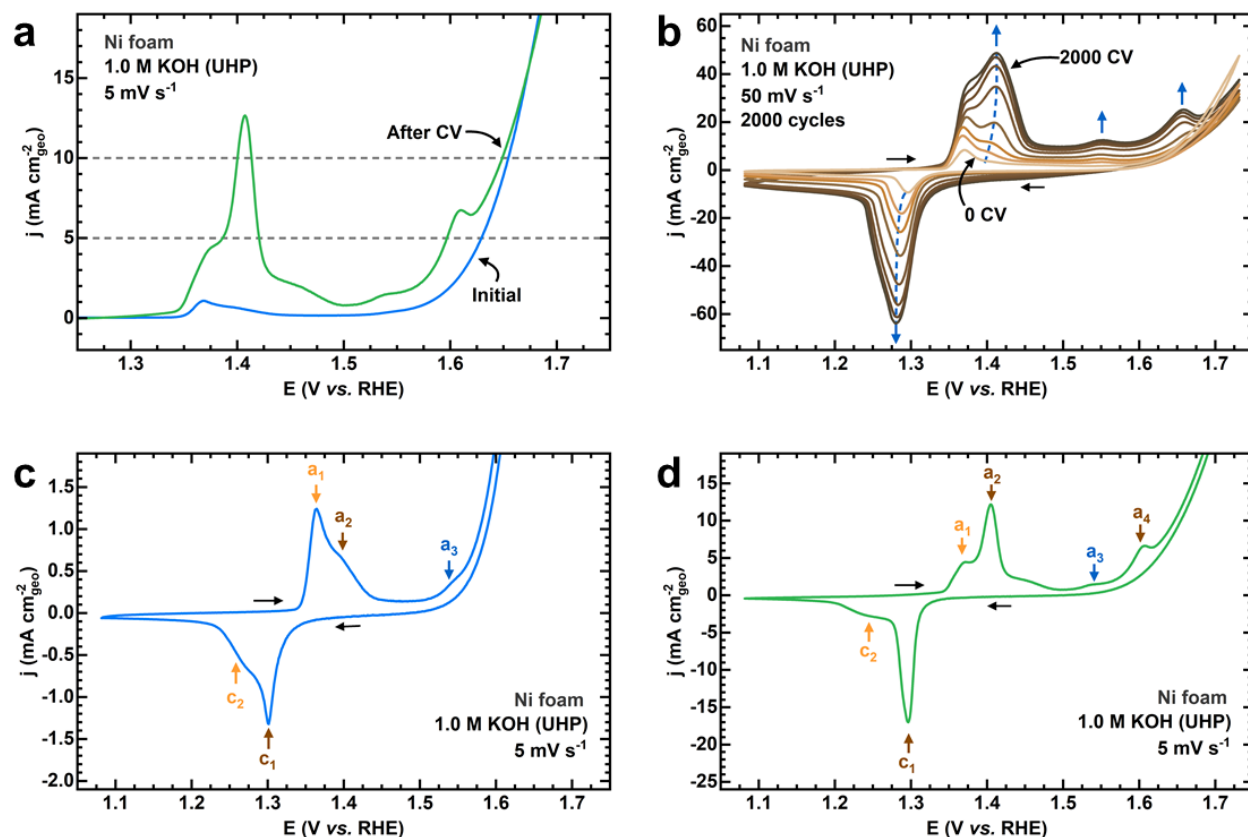 a
Ni foam
1.0 M KOH (UHP)
5 mV s⁻¹
After CV
Initial
15
10
5
0
1.3 1.4 1.5 1.6 1.7
j (mA cm⁻²geo)
E (V vs. RHE)
b
Ni foam
1.0 M KOH (UHP)
50 mV s⁻¹
2000 cycles
2000 CV
0 CV
60
40
20
0
-20
-40
-60
1.1 1.2 1.3 1.4 1.5 1.6 1.7
j (mA cm⁻²geo)
E (V vs. RHE)
c
a₁
a₂
a₃
c₂
c₁
Ni foam
1.0 M KOH (UHP)
5 mV s⁻¹
1.5
1.0
0.5
0.0
-0.5
-1.0
-1.5
-2.0
1.1 1.2 1.3 1.4 1.5 1.6 1.7
j (mA cm⁻²geo)
E (V vs. RHE)
d
a₂
a₁
a₄
a₃
c₂
c₁
Ni foam
1.0 M KOH (UHP)
5 mV s⁻¹
15
10
5
0
-5
-10
-15
-20
-25
1.1 1.2 1.3 1.4 1.5 1.6 1.7
j (mA cm⁻²geo)
E (V vs. RHE)